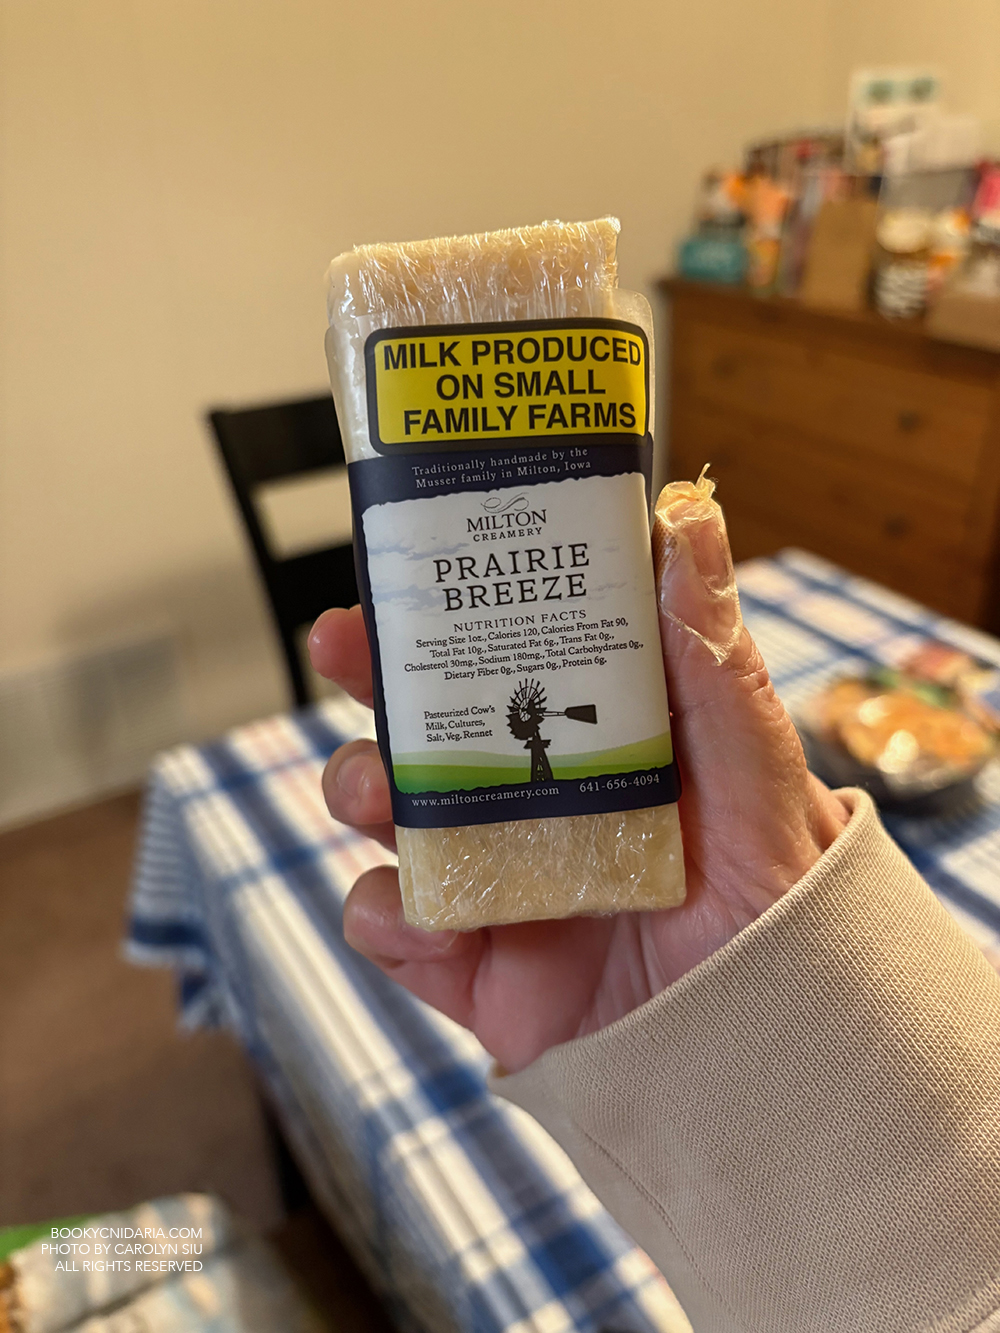 MILK PRODUCED
ON SMALL
FAMILY FARMS
Traditionally handmade by the
Musser family in Milton, Iowa
MILTON
CREAMERY
PRAIRIE
BREEZE
NUTRITION FACTS
Serving Size 1oz., Calories 120, Calories From Fat 90,
Total Fat 10g., Saturated Fat 6g., Trans Fat 0g.,
Cholesterol 30mg., Sodium 180mg., Total Carbohydrates 0g.,
Dietary Fiber 0g., Sugars 0g., Protein 6g.
Pasteurized Cow's
Milk, Cultures,
Salt, Veg. Rennet
www.miltoncreamery.com 641-656-4094
BOOKYCNIDARIA.COM
PHOTO BY CAROLYN SIU
ALL RIGHTS RESERVED